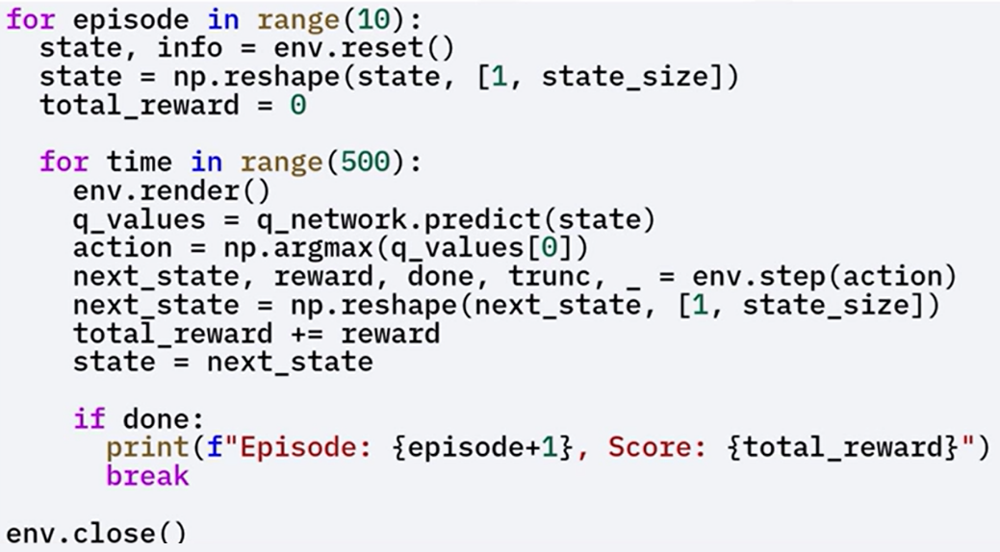 for episode in range(10):
  state, info = env.reset()
  state = np.reshape(state, [1, state_size])
  total_reward = 0

  for time in range(500):
    env.render()
    q_values = q_network.predict(state)
    action = np.argmax(q_values[0])
    next_state, reward, done, trunc, _ = env.step(action)
    next_state = np.reshape(next_state, [1, state_size])
    total_reward += reward
    state = next_state

    if done:
      print(f"Episode: {episode+1}, Score: {total_reward}")
      break

env.close()